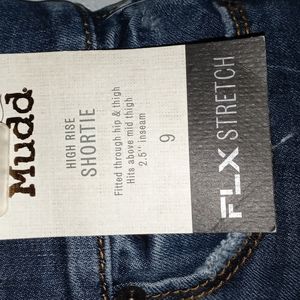 Mudd
HIGH RISE
SHORTIE
Fitted through hip & thigh
Hits above mid thigh
2.5" inseam
9
FLX STRETCH